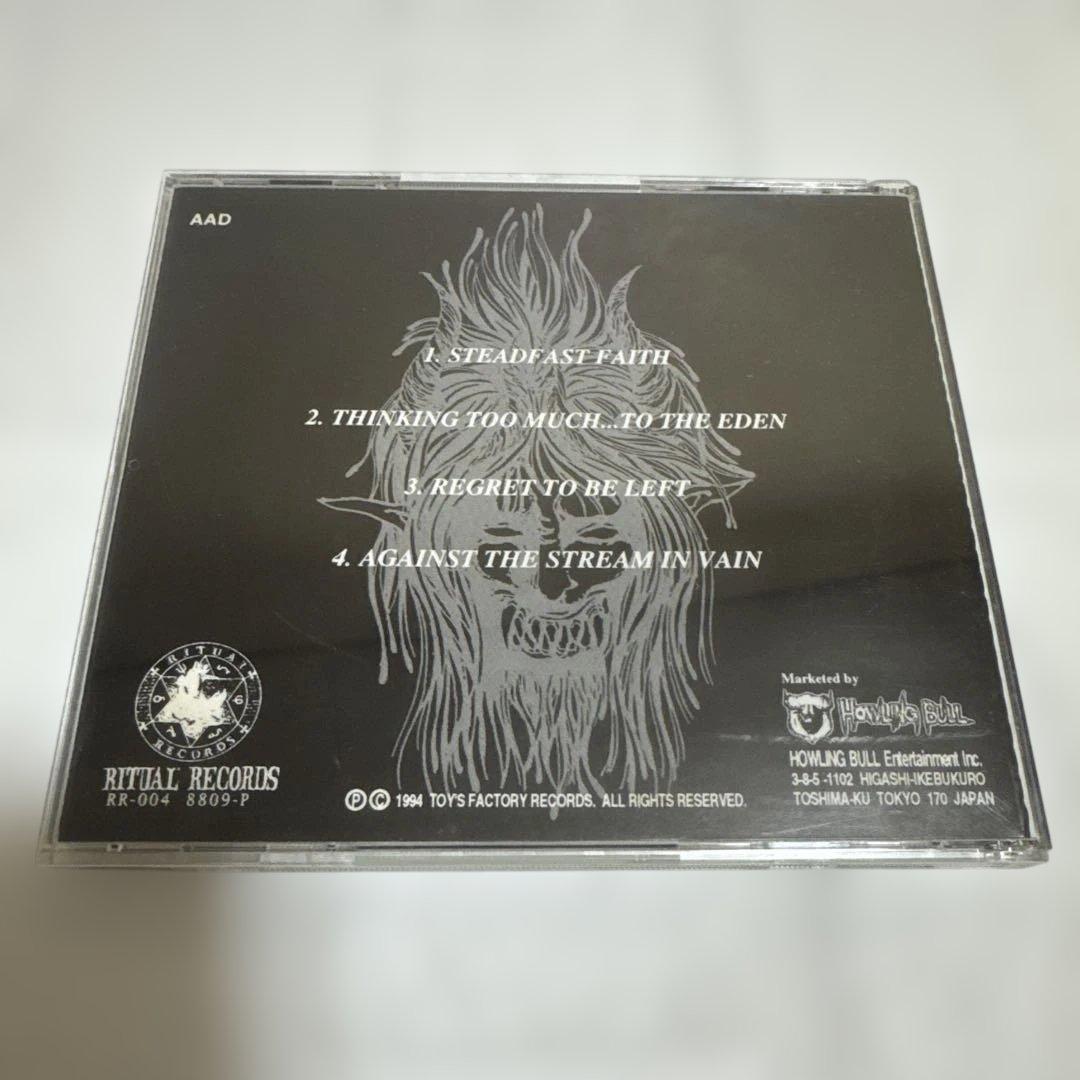 AAD
1. STEADFAST FAITH
2. THINKING TOO MUCH...TO THE EDEN
3. REGRET TO BE LEFT
4. AGAINST THE STREAM IN VAIN
RITUAL
RECORDS
RITUAL RECORDS
RR-004 8809-P
Ⓟ Ⓒ 1994 TOY'S FACTORY RECORDS. ALL RIGHTS RESERVED.
Marketed by
HOWLING BULL
HOWLING BULL Entertainment Inc.
3-8-5 -1102 HIGASHI-IKEBUKURO
TOSHIMA-KU TOKYO 170 JAPAN